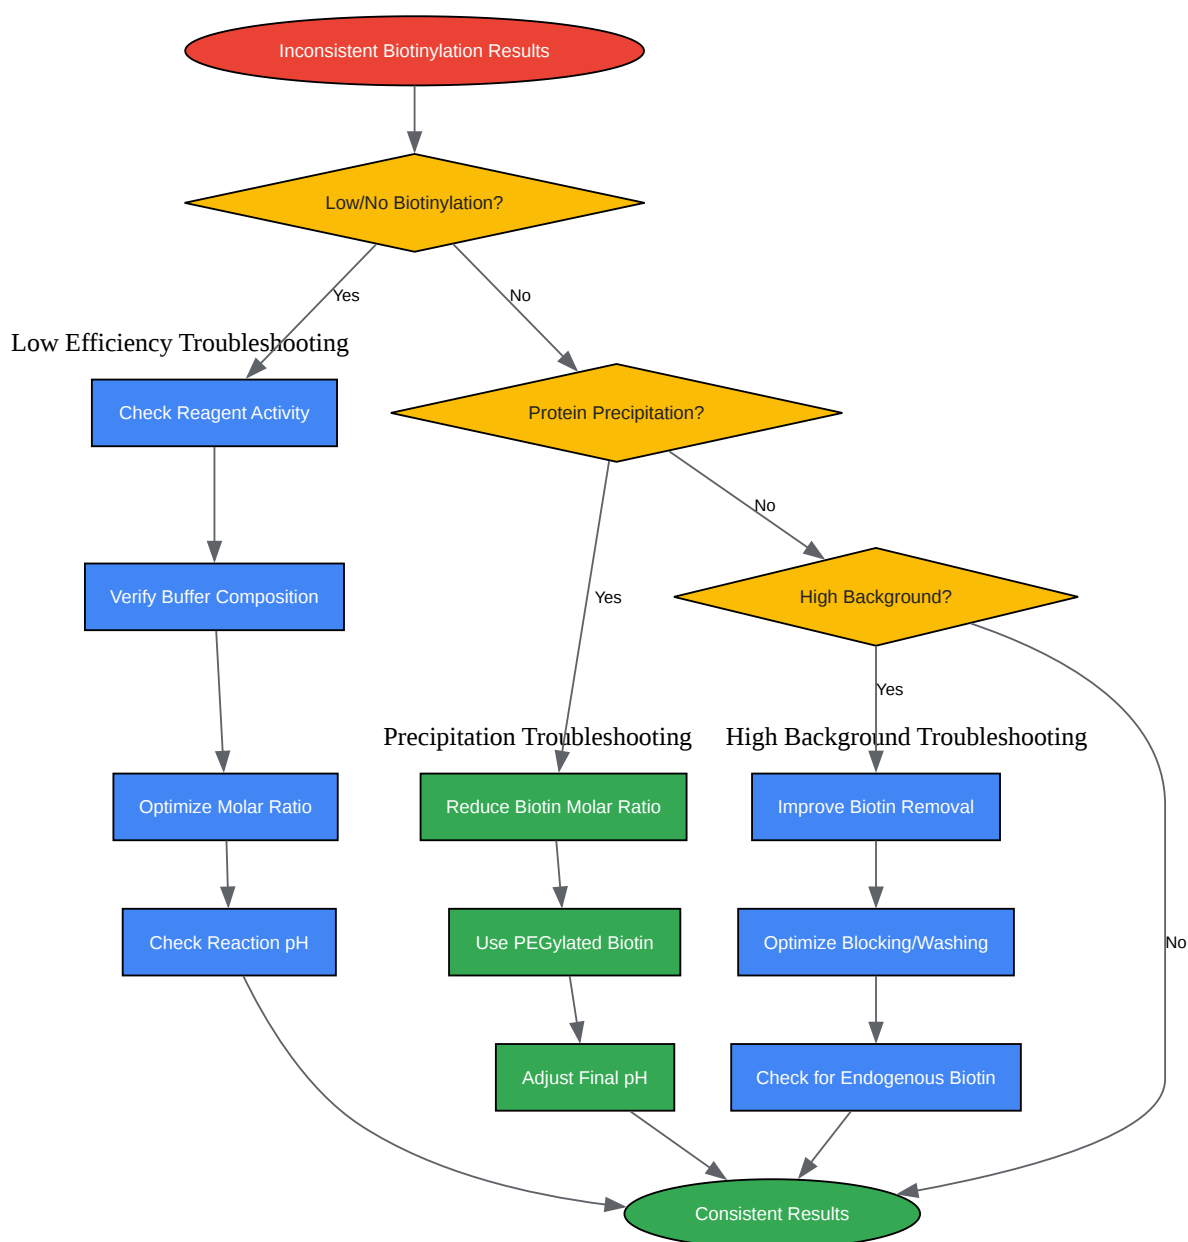 Inconsistent Biotinylation Results
Low/No Biotinylation?
Yes
No
Low Efficiency Troubleshooting
Check Reagent Activity
Protein Precipitation?
No
Verify Buffer Composition
Yes
High Background?
Yes
Precipitation Troubleshooting
High Background Troubleshooting
Optimize Molar Ratio
Reduce Biotin Molar Ratio
Improve Biotin Removal
Check Reaction pH
Use PEGylated Biotin
Optimize Blocking/Washing
No
Adjust Final pH
Check for Endogenous Biotin
Consistent Results